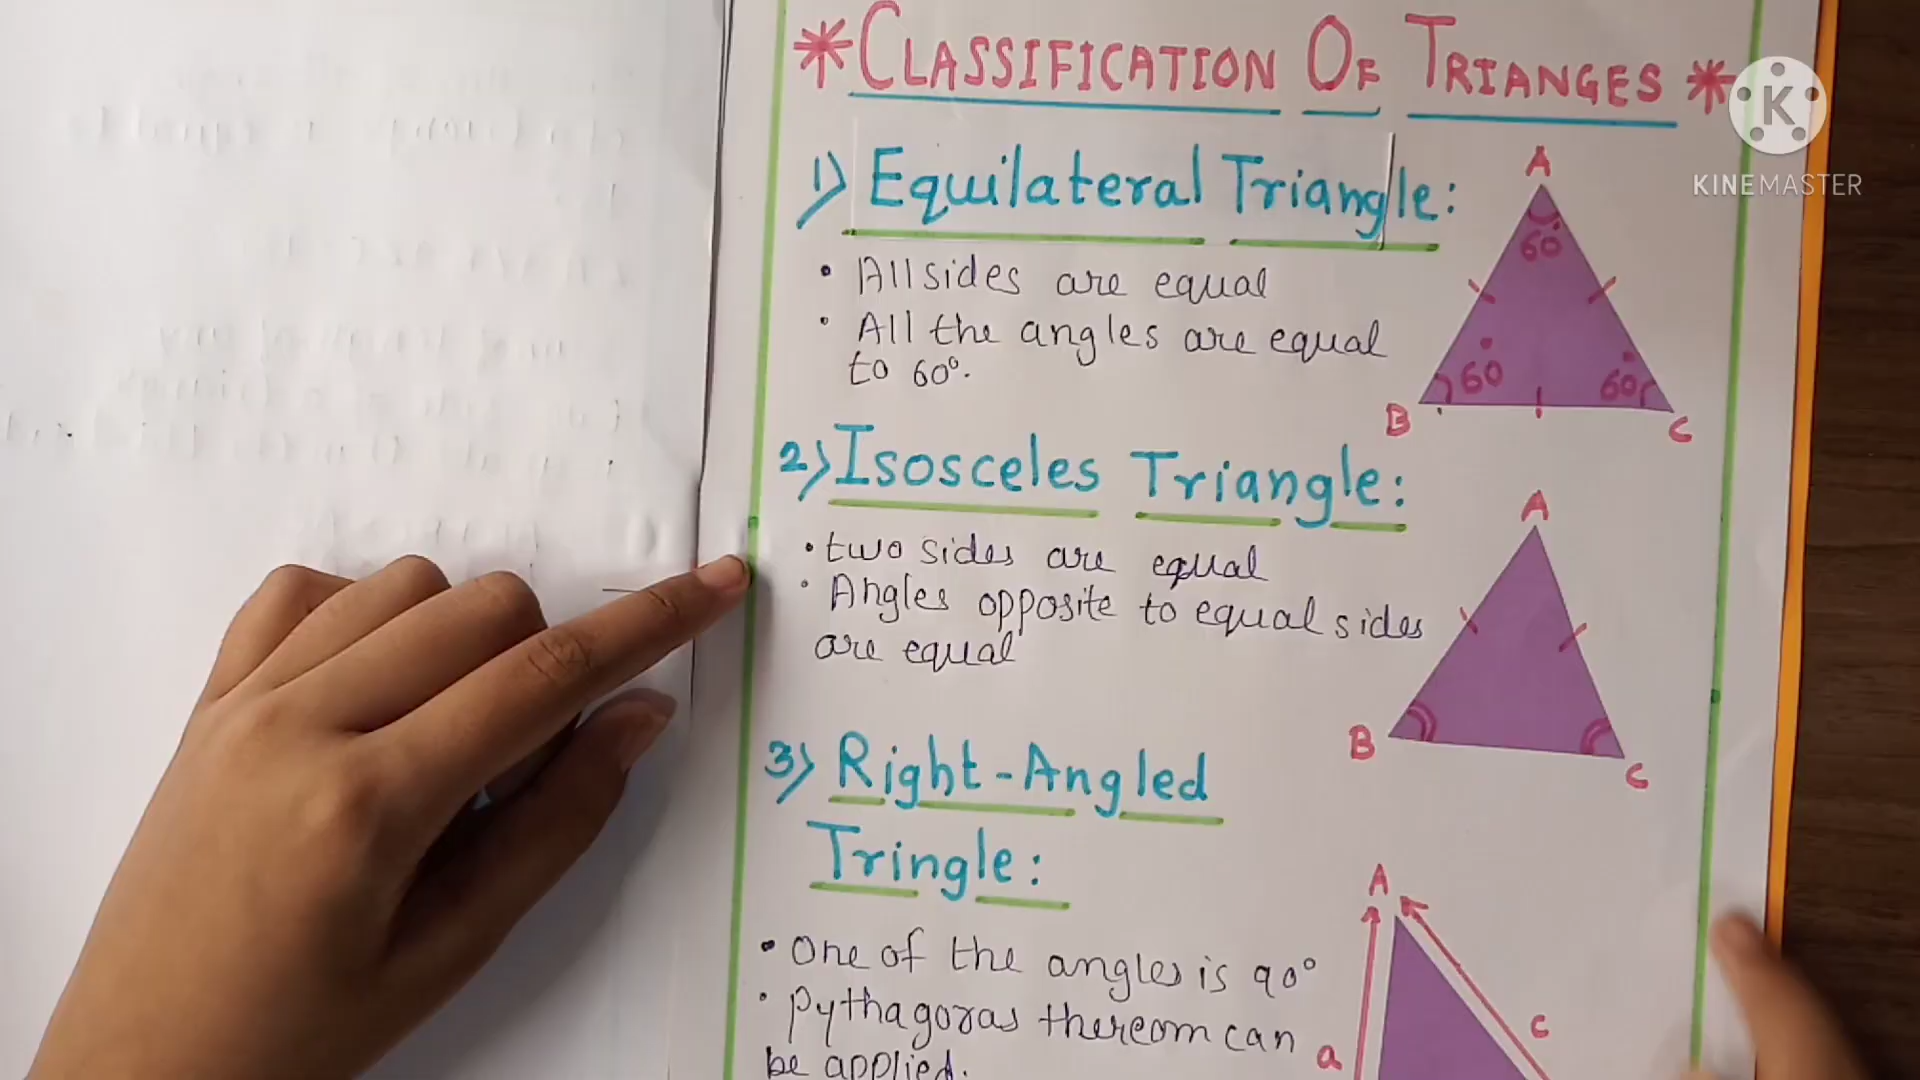 * CLASSIFICATION OF TRIANGES *
K
KINEMASTER
1) Equilateral Triangle:
• All sides are equal
• All the angles are equal
to 60°.
A
60°
60°
60°
B
C
2) Isosceles Triangle:
• two sides are equal
• Angles opposite to equal sides
are equal
A
B
C
3) Right-Angled
Tringle:
• One of the angles is 90°
• Pythagoras thereom can
be applied.
A
a
c